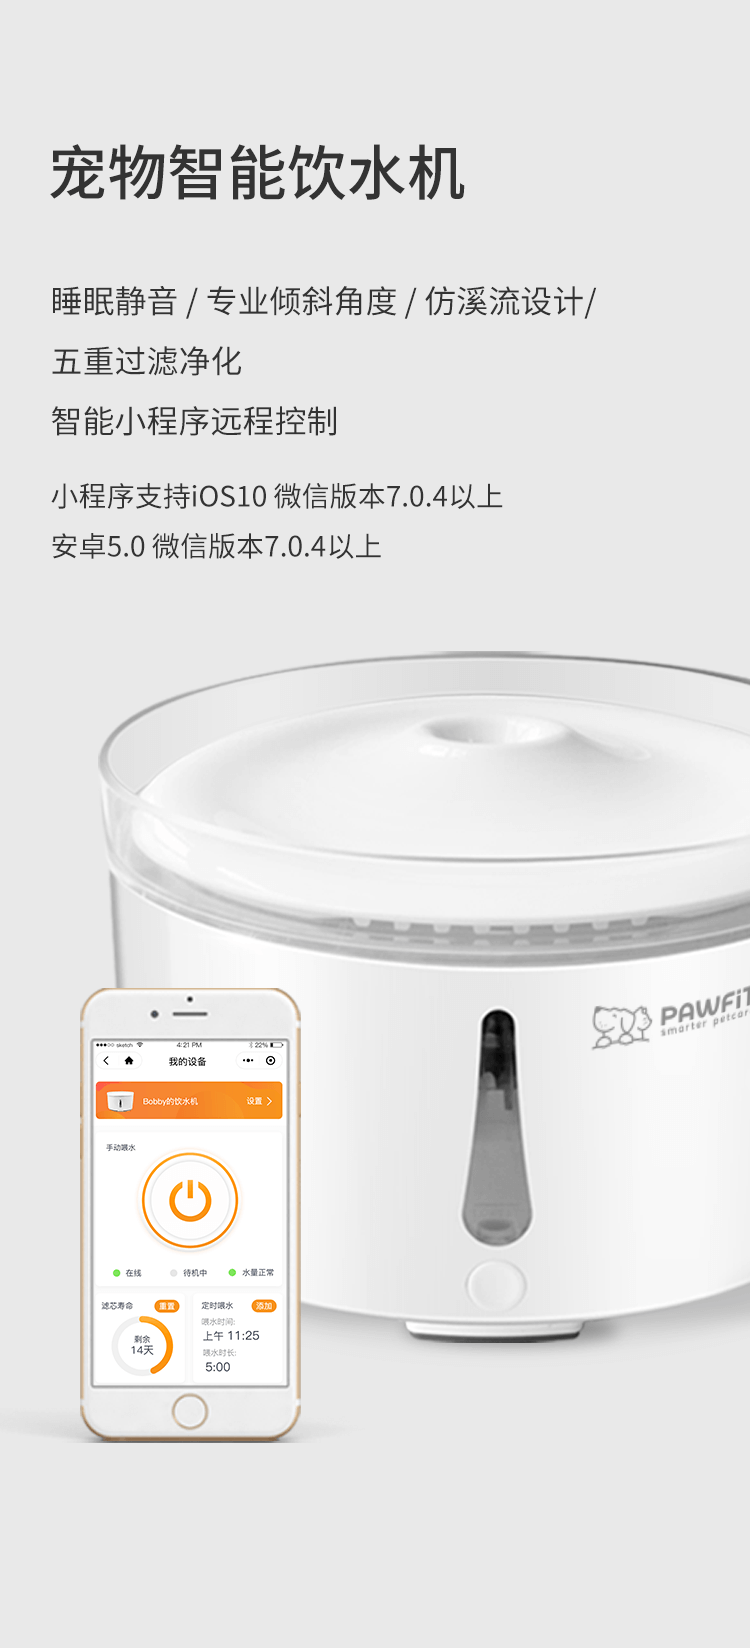 宠物智能饮水机
睡眠静音 / 专业倾斜角度 / 仿溪流设计/
五重过滤净化
智能小程序远程控制
小程序支持iOS10 微信版本7.0.4以上
安卓5.0 微信版本7.0.4以上
PAWFiT
smarter petcar
sketch 4:21 PM 22%
我的设备
Bobby的饮水机 设置
手动喂水
在线 待机中 水量正常
滤芯寿命 重置 定时喂水 添加
喂水时间:
上午 11:25
剩余
14天
喂水时长:
5:00